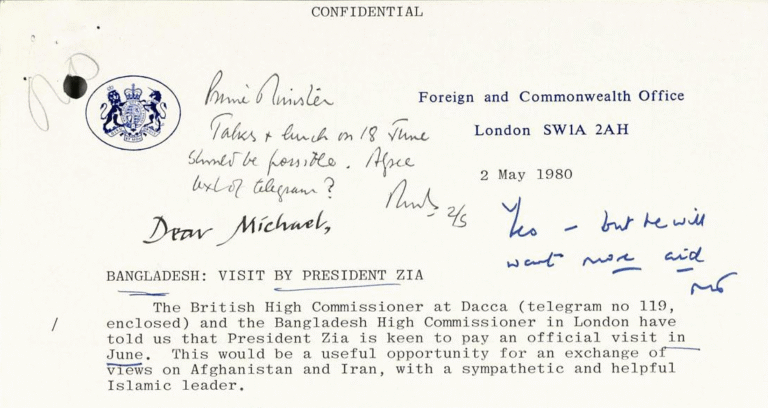 CONFIDENTIAL
No
Prime Minister
Talks + lunch on 18 June
should be possible. Agree
text of telegram?
2/5
Foreign and Commonwealth Office
London SW1A 2AH
2 May 1980
Yes – but he will
want more aid
Dear Michael,
BANGLADESH: VISIT BY PRESIDENT ZIA
The British High Commissioner at Dacca (telegram no 119,
/ enclosed) and the Bangladesh High Commissioner in London have
told us that President Zia is keen to pay an official visit in
June. This would be a useful opportunity for an exchange of
views on Afghanistan and Iran, with a sympathetic and helpful
Islamic leader.